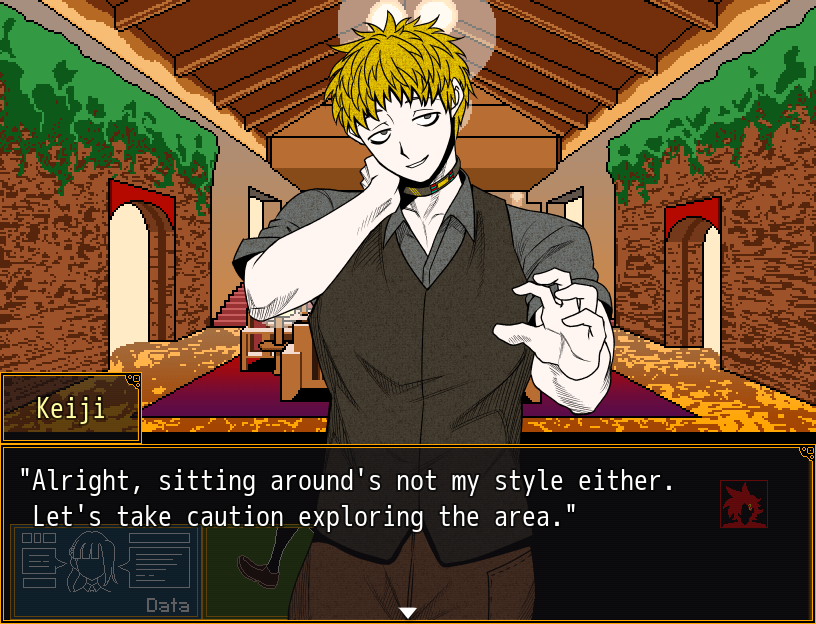 Keiji
"Alright, sitting around's not my style either.
Let's take caution exploring the area."
Data